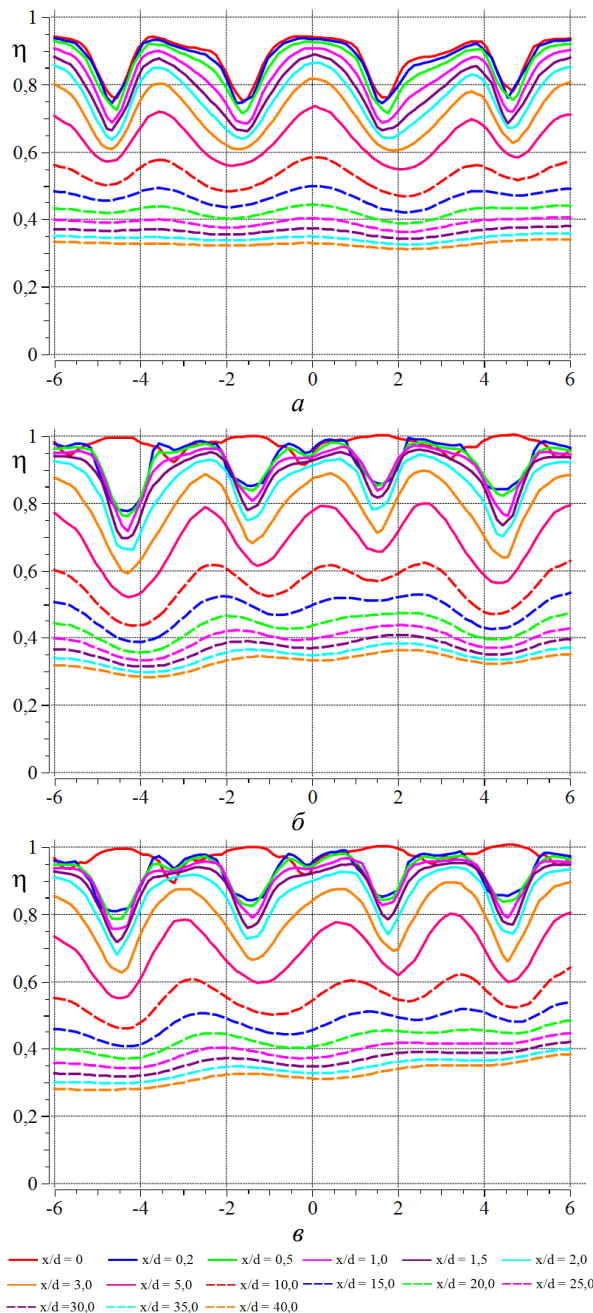 1
η
0,8
0,6
0,4
0,2
0
-6 -4 -2 0 2 4 6
а
1
η
0,8
0,6
0,4
0,2
0
-6 -4 -2 0 2 4 6
б
1
η
0,8
0,6
0,4
0,2
0
-6 -4 -2 0 2 4 6
в
x/d = 0 x/d = 0,2 x/d = 0,5 x/d = 1,0 x/d = 1,5 x/d = 2,0
x/d = 3,0 x/d = 5,0 x/d = 10,0 x/d = 15,0 x/d = 20,0 x/d = 25,0
x/d =30,0 x/d = 35,0 x/d = 40,0